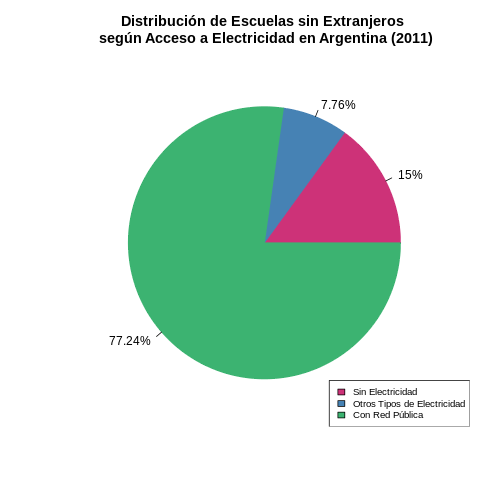 Distribución de Escuelas sin Extranjeros
según Acceso a Electricidad en Argentina (2011)
7.76%
15%
77.24%
Sin Electricidad
Otros Tipos de Electricidad
Con Red Pública